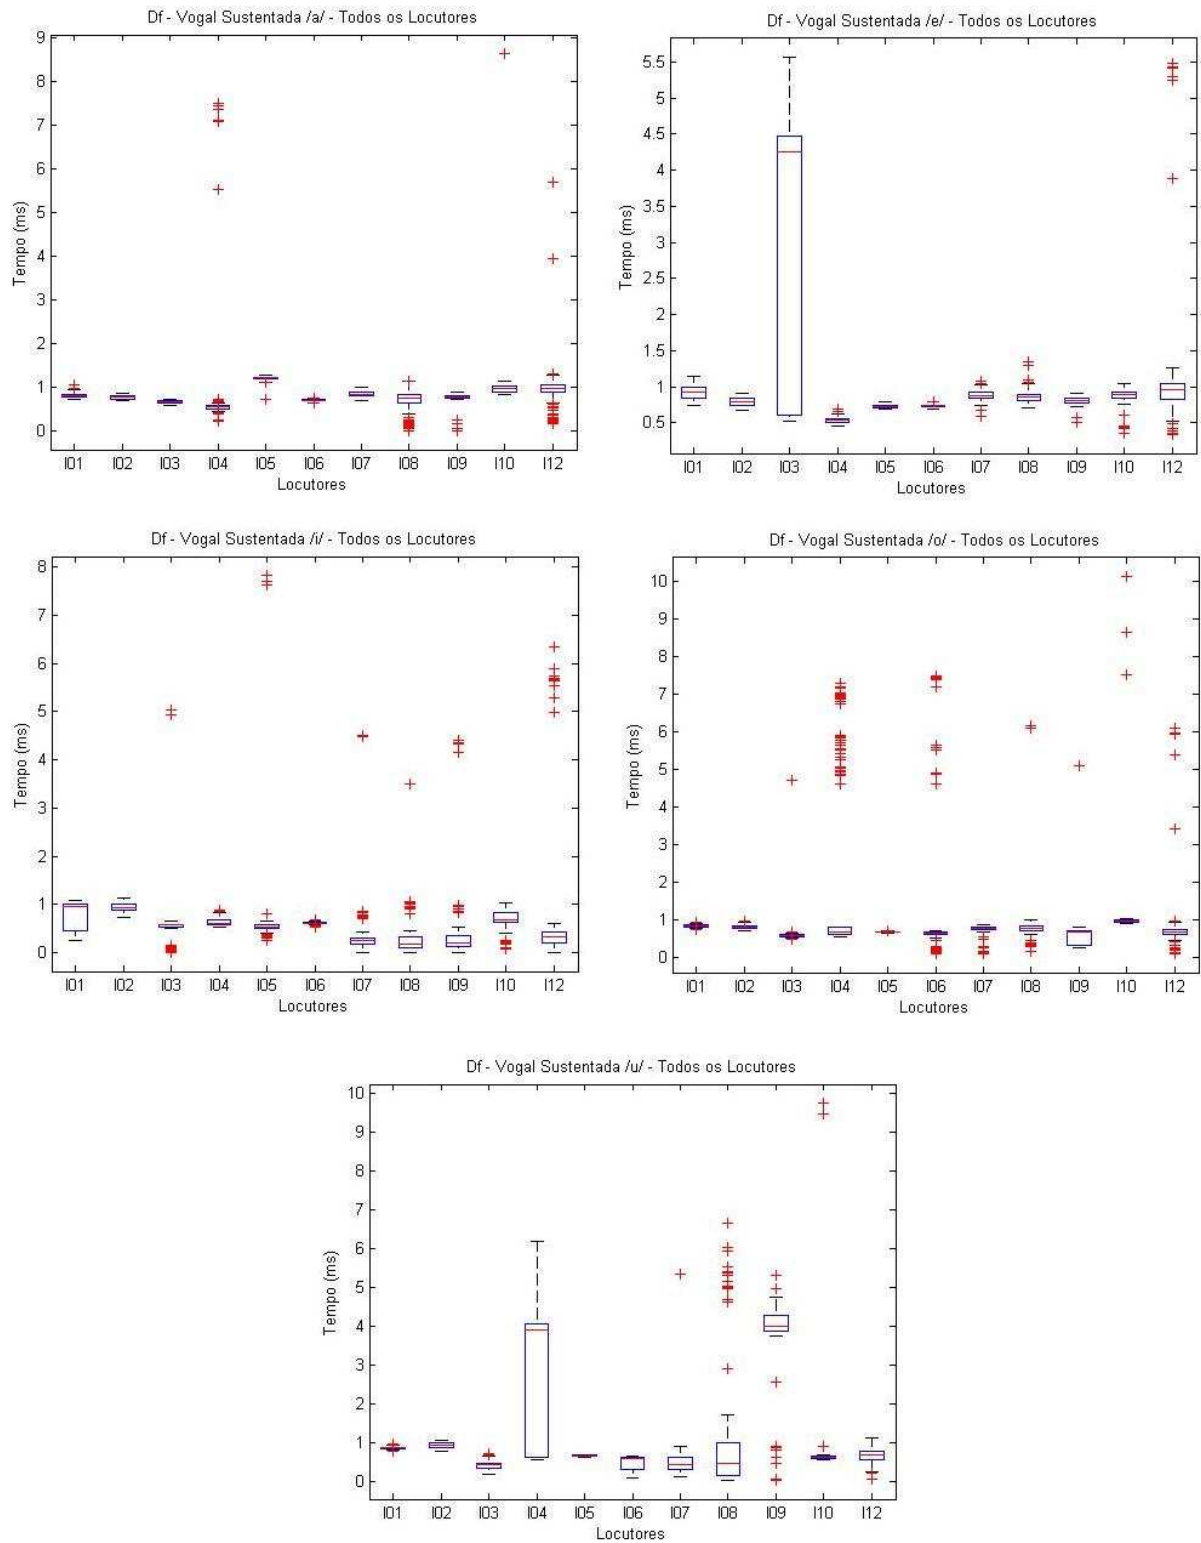 Df - Vogal Sustentada /a/ - Todos os Locutores
9
8
7
6
5
4
3
2
1
0
Tempo (ms)
I01 I02 I03 I04 I05 I06 I07 I08 I09 I10 I12
Locutores
Df - Vogal Sustentada /e/ - Todos os Locutores
5.5
5
4.5
4
3.5
3
2.5
2
1.5
1
0.5
Tempo (ms)
I01 I02 I03 I04 I05 I06 I07 I08 I09 I10 I12
Locutores
Df - Vogal Sustentada /i/ - Todos os Locutores
8
7
6
5
4
3
2
1
0
Tempo (ms)
I01 I02 I03 I04 I05 I06 I07 I08 I09 I10 I12
Locutores
Df - Vogal Sustentada /o/ - Todos os Locutores
10
9
8
7
6
5
4
3
2
1
0
Tempo (ms)
I01 I02 I03 I04 I05 I06 I07 I08 I09 I10 I12
Locutores
Df - Vogal Sustentada /u/ - Todos os Locutores
10
9
8
7
6
5
4
3
2
1
0
Tempo (ms)
I01 I02 I03 I04 I05 I06 I07 I08 I09 I10 I12
Locutores